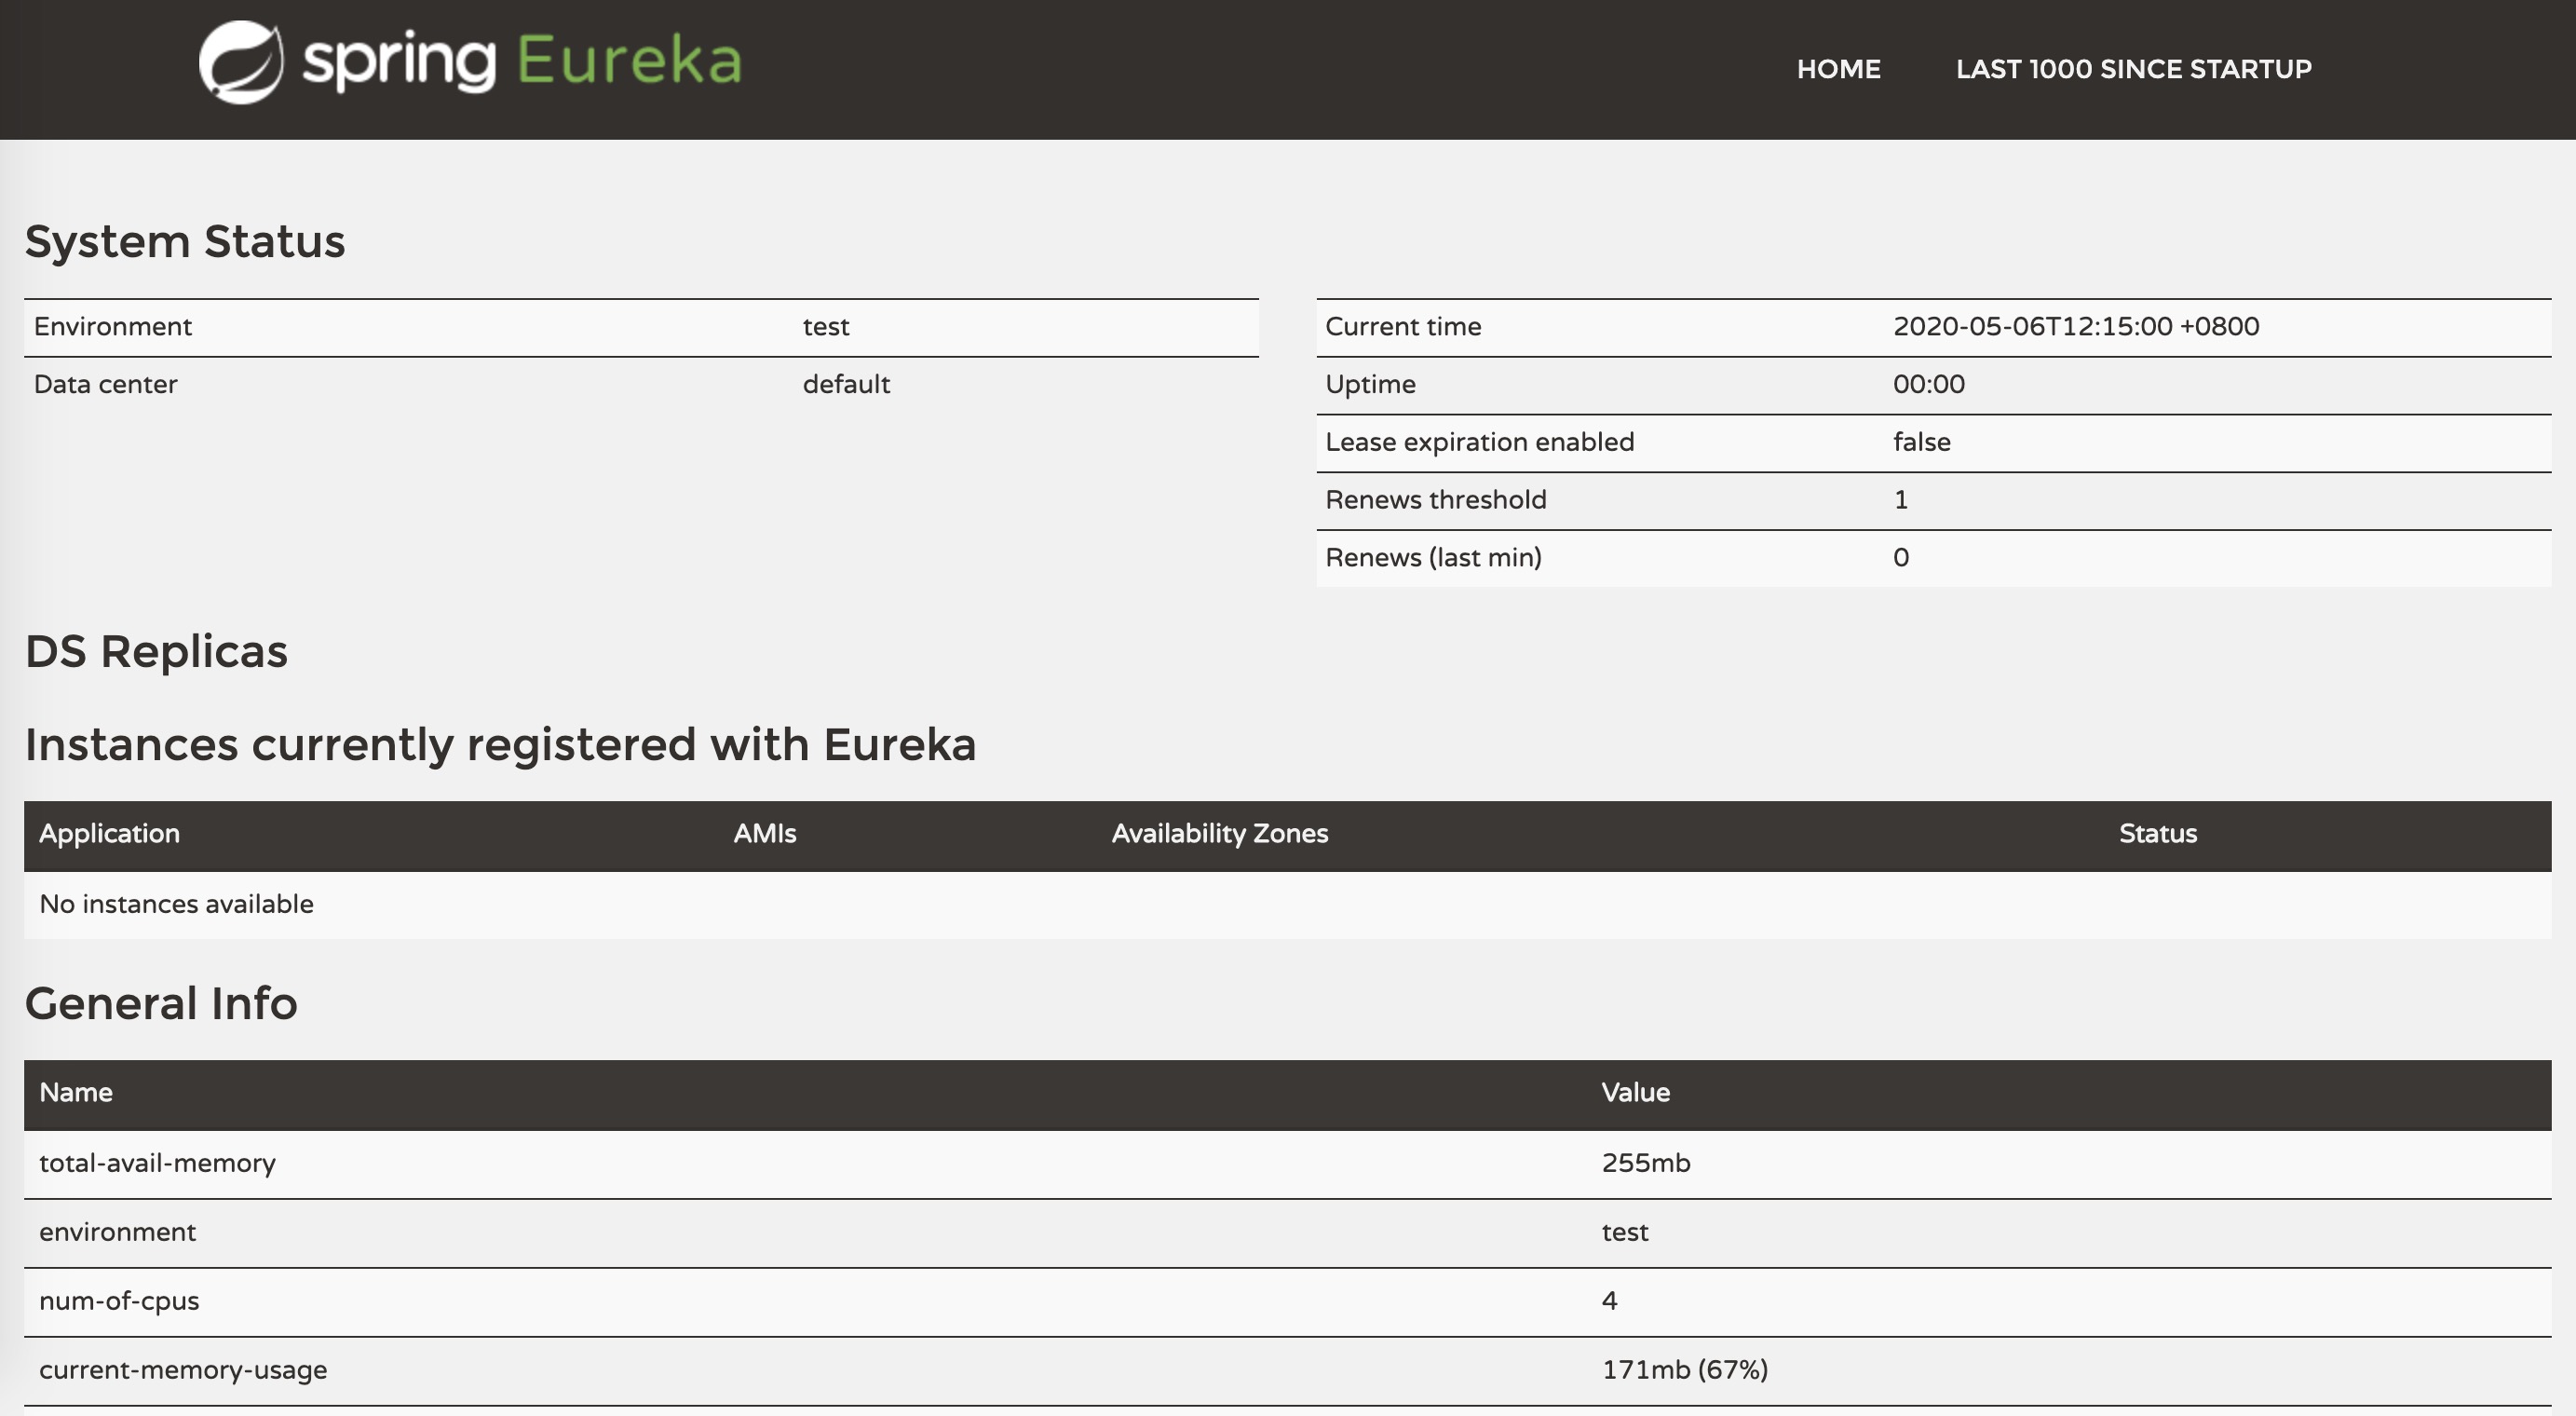 spring Eureka
HOME LAST 1000 SINCE STARTUP
System Status
Environment test
Data center default
Current time 2020-05-06T12:15:00 +0800
Uptime 00:00
Lease expiration enabled false
Renews threshold 1
Renews (last min) 0
DS Replicas
Instances currently registered with Eureka
Application AMIs Availability Zones Status
No instances available
General Info
Name Value
total-avail-memory 255mb
environment test
num-of-cpus 4
current-memory-usage 171mb (67%)